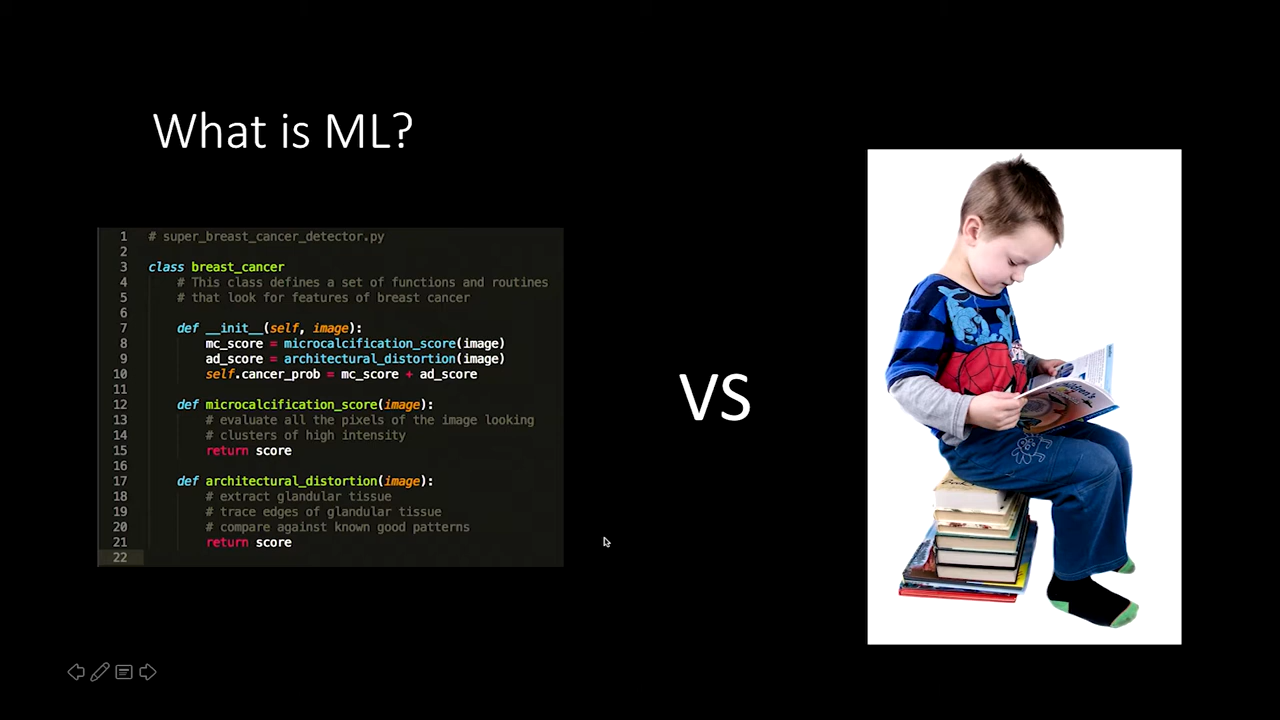 What is ML?
1 # super_breast_cancer_detector.py
2
3 class breast_cancer
4 # This class defines a set of functions and routines
5 # that look for features of breast cancer
6
7 def __init__(self, image):
8 mc_score = microcalcification_score(image)
9 ad_score = architectural_distortion(image)
10 self.cancer_prob = mc_score + ad_score
11
12 def microcalcification_score(image):
13 # evaluate all the pixels of the image looking
14 # clusters of high intensity
15 return score
16
17 def architectural_distortion(image):
18 # extract glandular tissue
19 # trace edges of glandular tissue
20 # compare against known good patterns
21 return score
22
VS